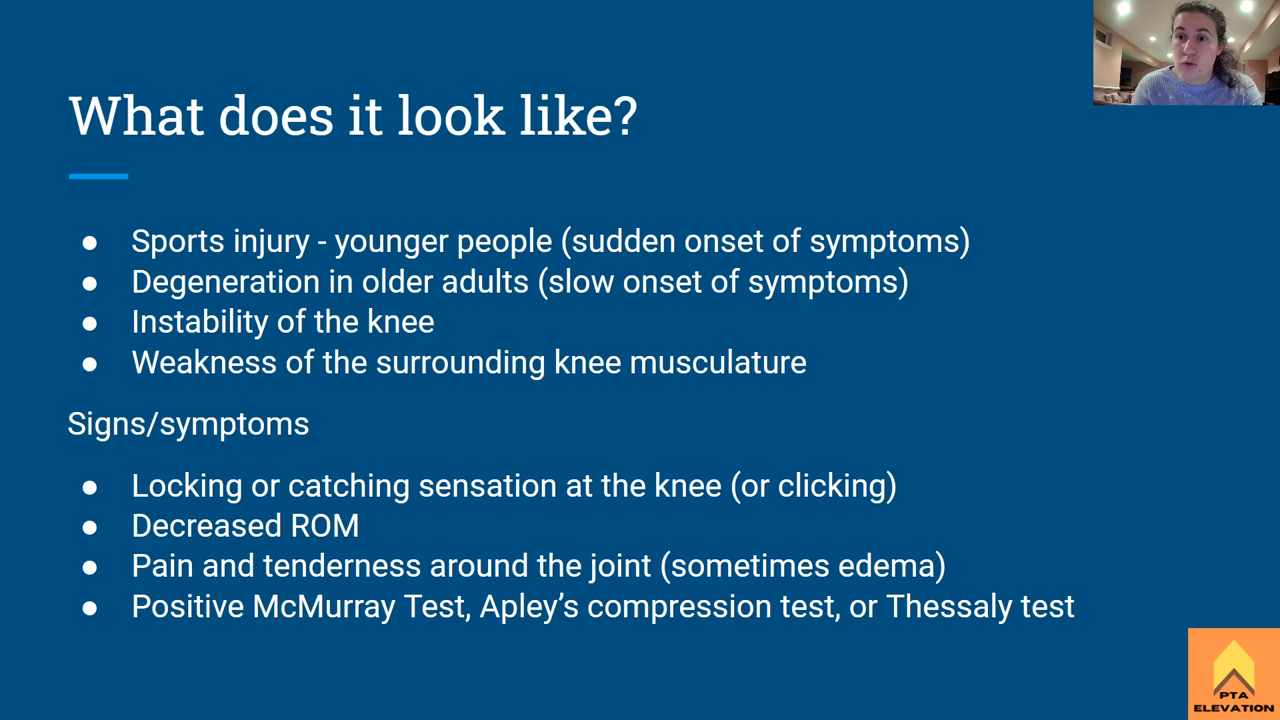 What does it look like?
● Sports injury - younger people (sudden onset of symptoms)
● Degeneration in older adults (slow onset of symptoms)
● Instability of the knee
● Weakness of the surrounding knee musculature
Signs/symptoms
● Locking or catching sensation at the knee (or clicking)
● Decreased ROM
● Pain and tenderness around the joint (sometimes edema)
● Positive McMurray Test, Apley’s compression test, or Thessaly test
PTA
ELEVATION